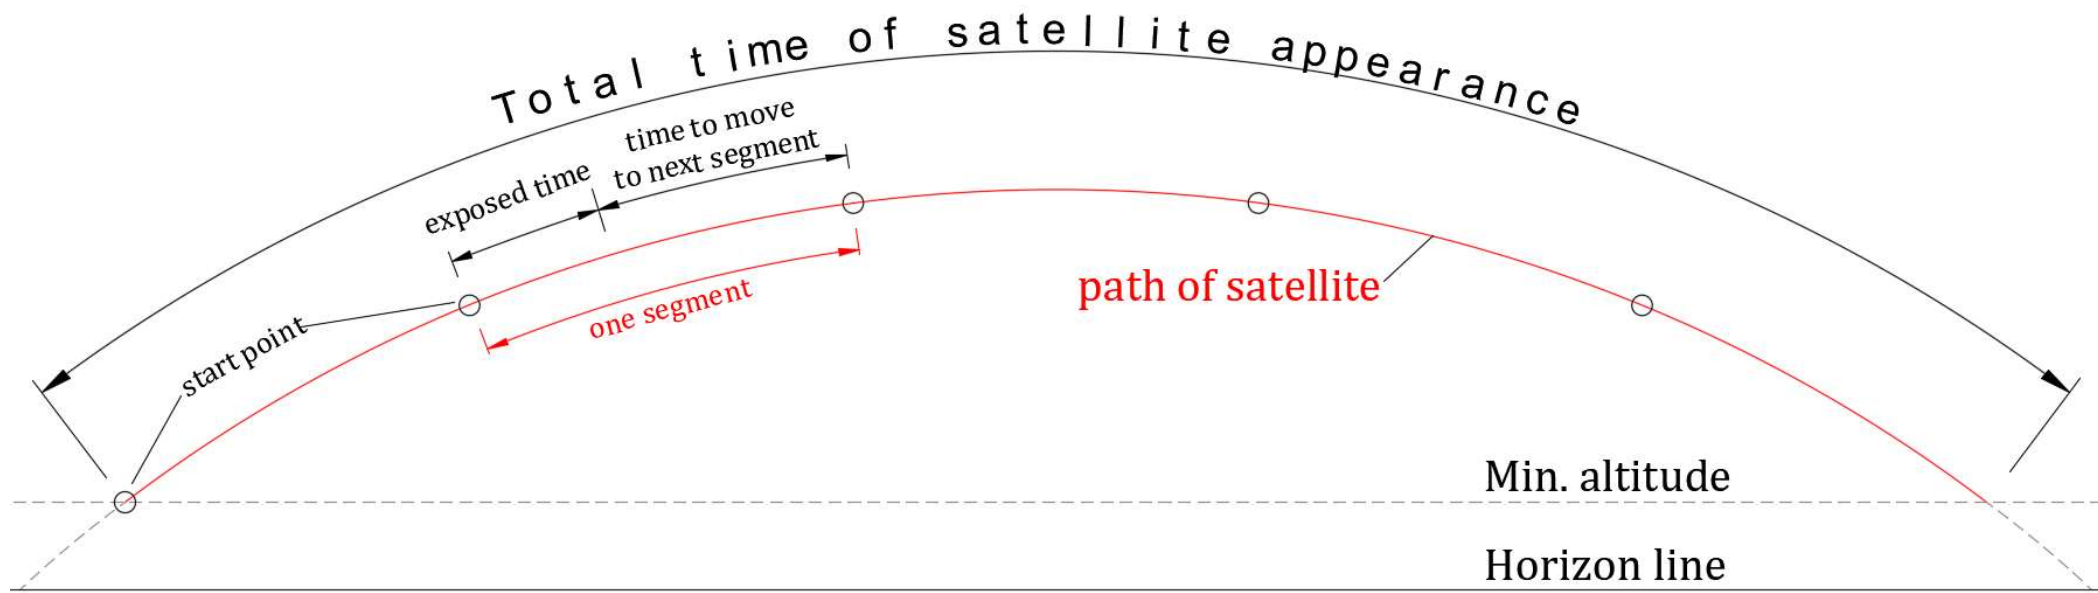 Total time of satellite appearance
time to move
to next segment
exposed time
one segment
path of satellite
start point
Min. altitude
Horizon line